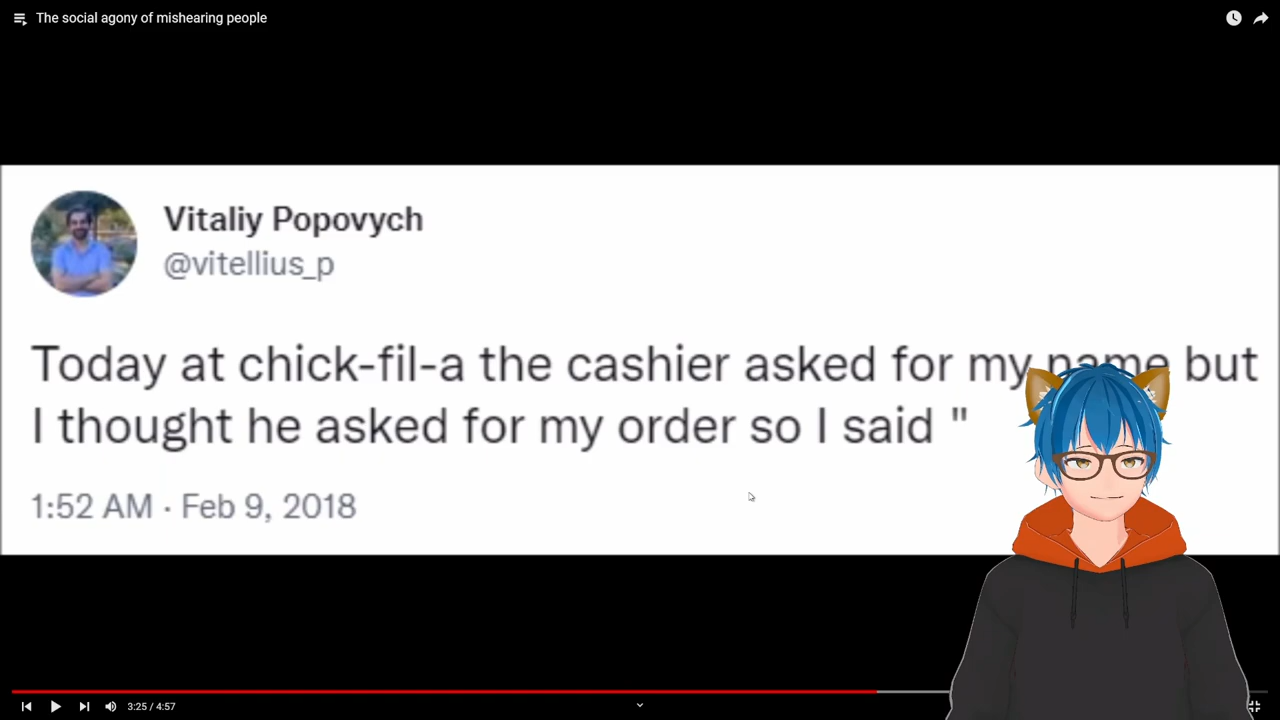 The social agony of mishearing people
Vitaliy Popovych
@vitellius_p
Today at chick-fil-a the cashier asked for my name but
I thought he asked for my order so I said "
1:52 AM · Feb 9, 2018
3:25 / 4:57